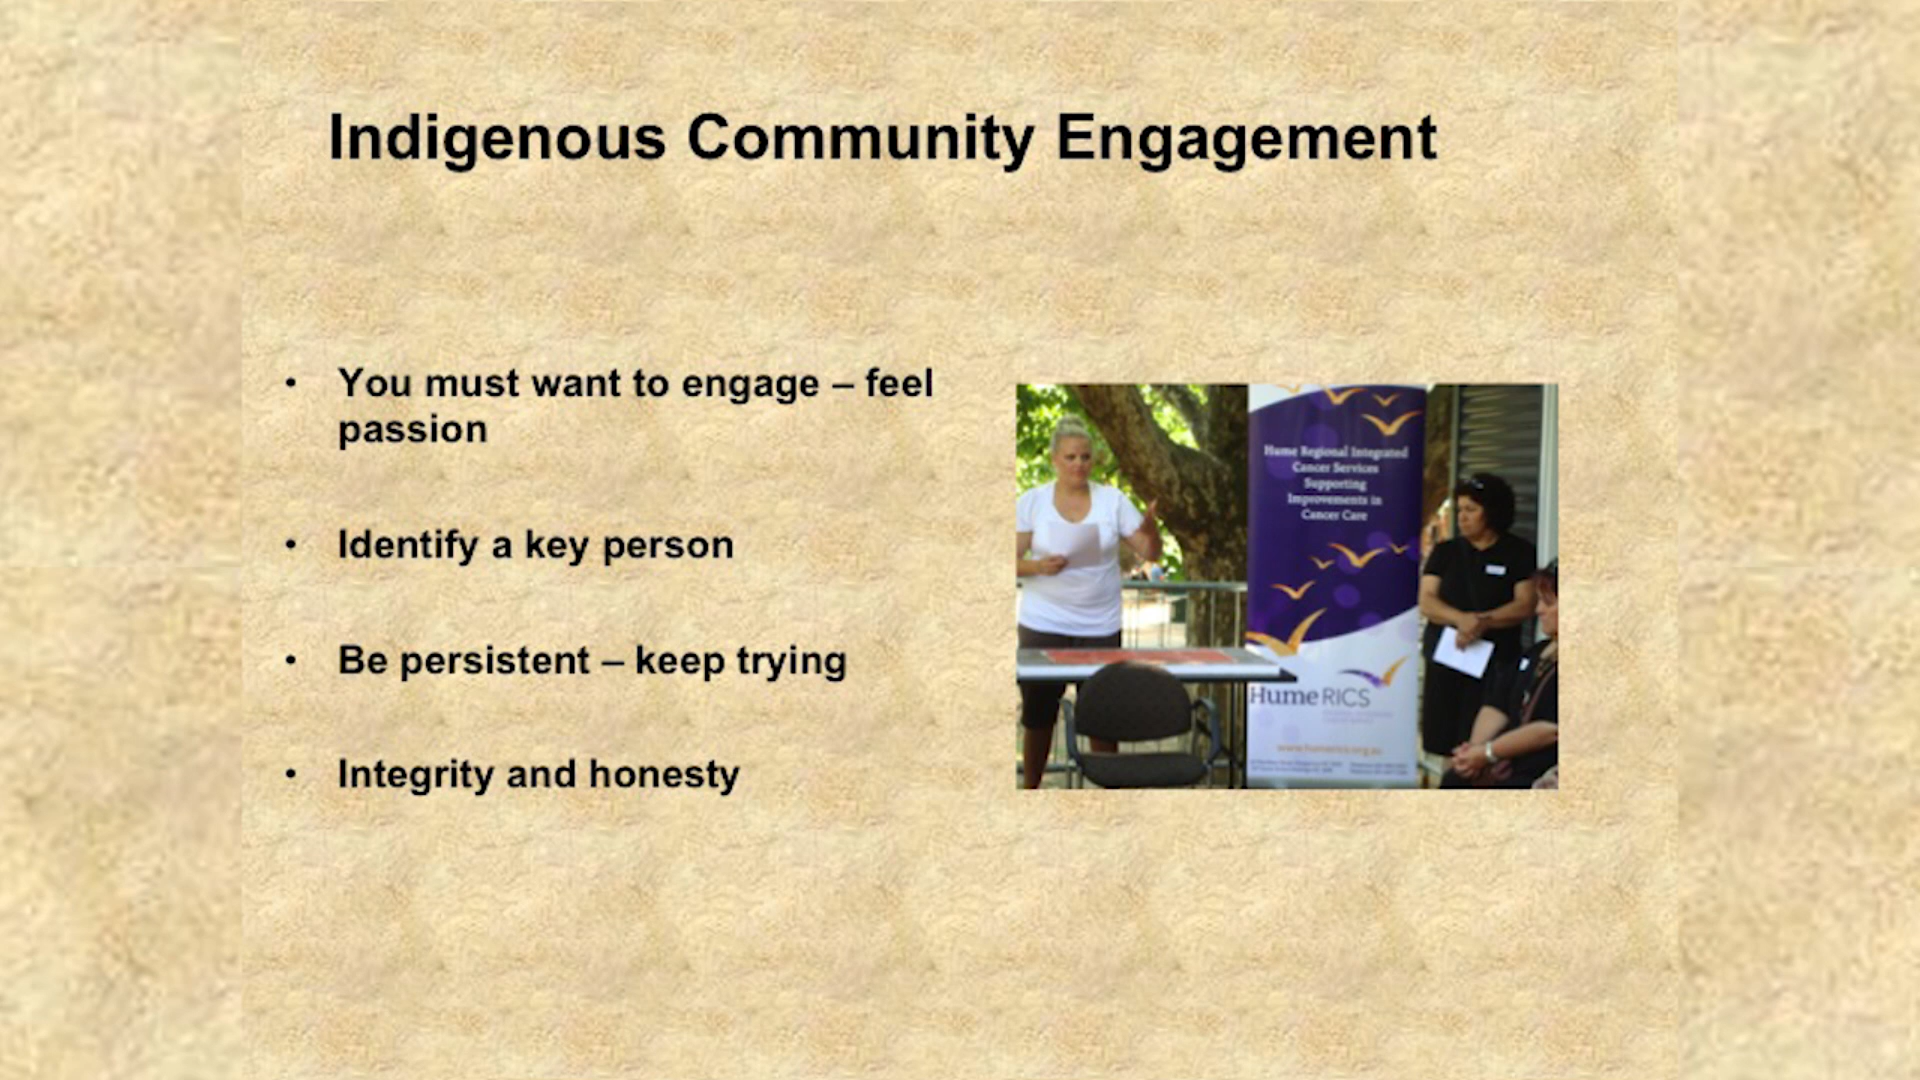 Indigenous Community Engagement
• You must want to engage – feel
passion
• Identify a key person
• Be persistent – keep trying
• Integrity and honesty
Hume Regional Integrated
Cancer Services
Supporting
Improvements in
Cancer Care
Hume RICS
www.humerics.org.au